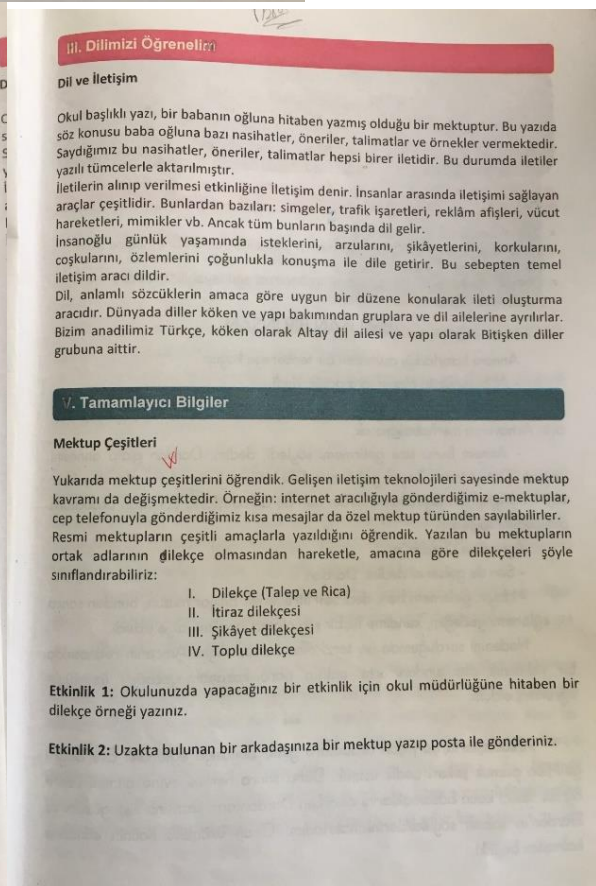 III. Dilimizi Öğrenelim
Dil ve İletişim
Okul başlıklı yazı, bir babanın oğluna hitaben yazmış olduğu bir mektuptur. Bu yazıda
söz konusu baba oğluna bazı nasihatler, öneriler, talimatlar ve örnekler vermektedir.
Saydığımız bu nasihatler, öneriler, talimatlar hepsi birer iletidir. Bu durumda iletiler
yazılı tümcelerle aktarılmıştır.
İletilerin alınıp verilmesi etkinliğine İletişim denir. İnsanlar arasında iletişimi sağlayan
araçlar çeşitlidir. Bunlardan bazıları: simgeler, trafik işaretleri, reklâm afişleri, vücut
hareketleri, mimikler vb. Ancak tüm bunların başında dil gelir.
İnsanoğlu günlük yaşamında isteklerini, arzularını, şikâyetlerini, korkularını,
coşkularını, özlemlerini çoğunlukla konuşma ile dile getirir. Bu sebepten temel
iletişim aracı dildir.
Dil, anlamlı sözcüklerin amaca göre uygun bir düzene konularak ileti oluşturma
aracıdır. Dünyada diller köken ve yapı bakımından gruplara ve dil ailelerine ayrılırlar.
Bizim anadilimiz Türkçe, köken olarak Altay dil ailesi ve yapı olarak Bitişken diller
grubuna aittir.
V. Tamamlayıcı Bilgiler
Mektup Çeşitleri
Yukarıda mektup çeşitlerini öğrendik. Gelişen iletişim teknolojileri sayesinde mektup
kavramı da değişmektedir. Örneğin: internet aracılığıyla gönderdiğimiz e-mektuplar,
cep telefonuyla gönderdiğimiz kısa mesajlar da özel mektup türünden sayılabilirler.
Resmi mektupların çeşitli amaçlarla yazıldığını öğrendik. Yazılan bu mektupların
ortak adlarının dilekçe olmasından hareketle, amacına göre dilekçeleri şöyle
sınıflandırabiliriz:
I. Dilekçe (Talep ve Rica)
II. İtiraz dilekçesi
III. Şikâyet dilekçesi
IV. Toplu dilekçe
Etkinlik 1: Okulunuzda yapacağınız bir etkinlik için okul müdürlüğüne hitaben bir
dilekçe örneği yazınız.
Etkinlik 2: Uzakta bulunan bir arkadaşınıza bir mektup yazıp posta ile gönderiniz.